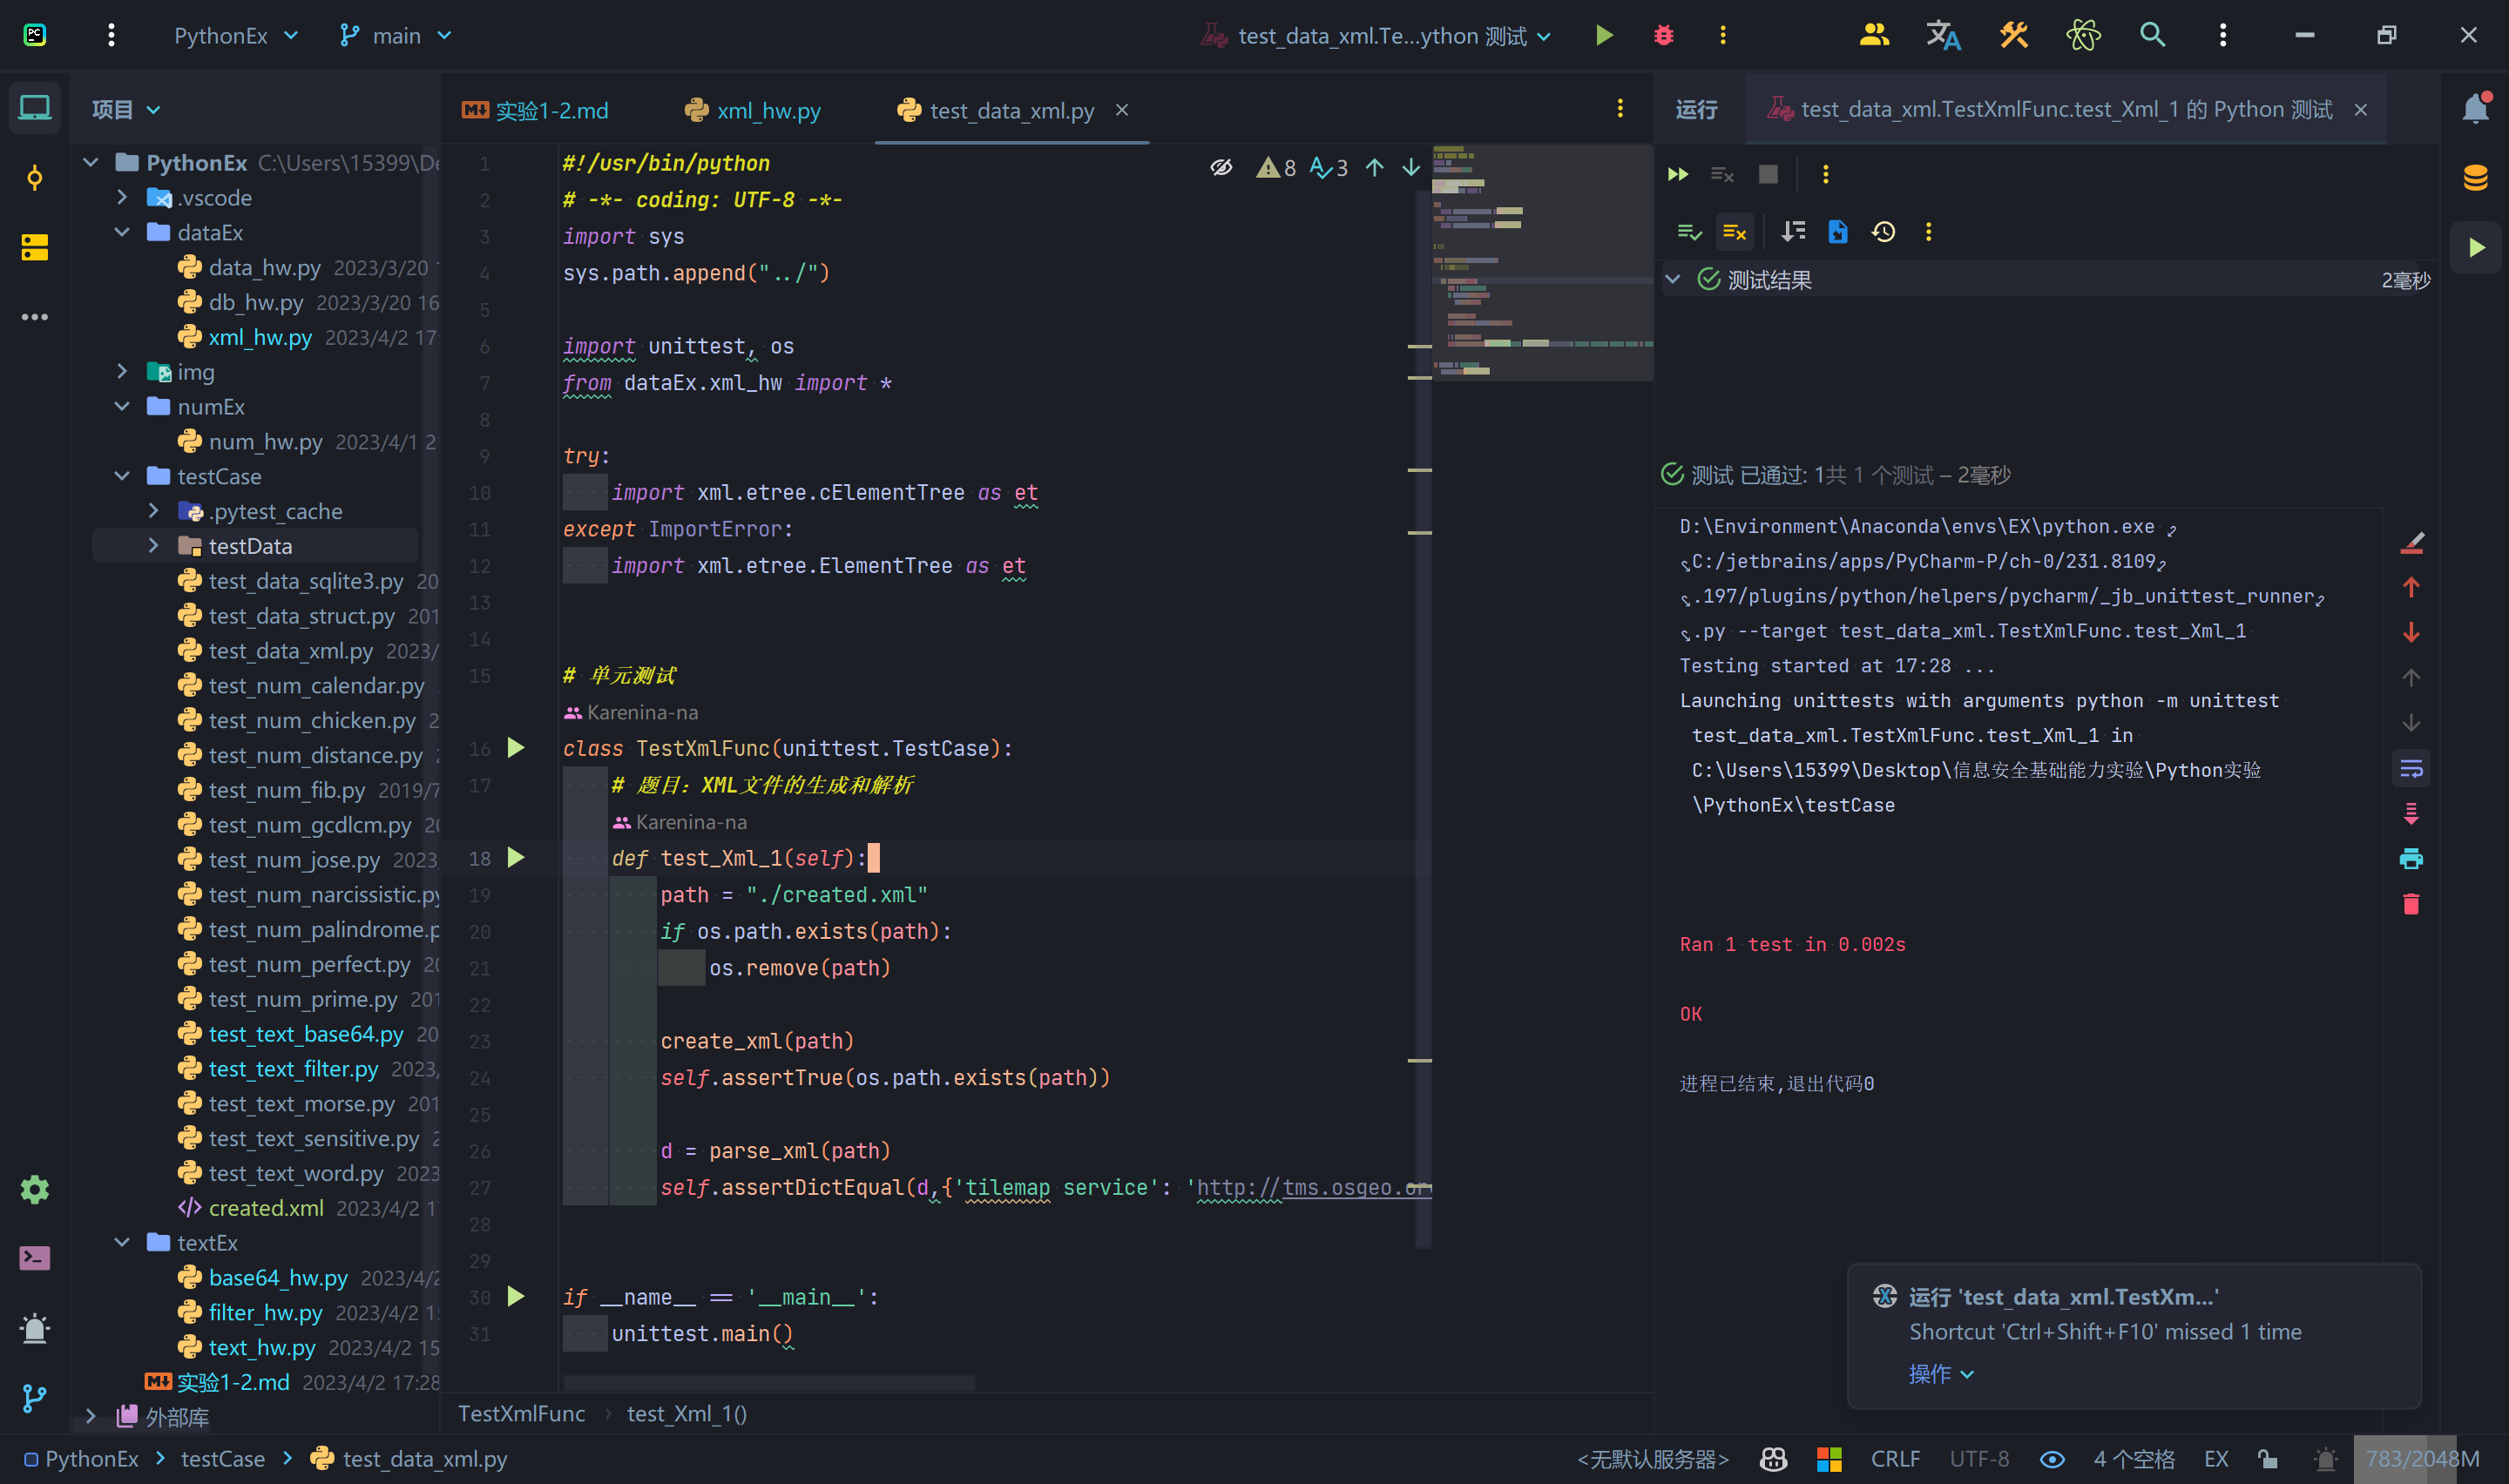 PythonEx
main
test_data_xml.Te...ython 测试
项目
实验1-2.md
xml_hw.py
test_data_xml.py
运行
test_data_xml.TestXmlFunc.test_Xml_1 的 Python 测试
PythonEx C:\Users\15399\De
.vscode
dataEx
data_hw.py 2023/3/20 1
db_hw.py 2023/3/20 16
xml_hw.py 2023/4/2 17:
img
numEx
num_hw.py 2023/4/1 2
testCase
.pytest_cache
testData
test_data_sqlite3.py 20
test_data_struct.py 201
test_data_xml.py 2023/
test_num_calendar.py
test_num_chicken.py 2
test_num_distance.py
test_num_fib.py 2019/7
test_num_gcdlcm.py 20
test_num_jose.py 2023
test_num_narcissistic.py
test_num_palindrome.p
test_num_perfect.py 20
test_num_prime.py 201
test_text_base64.py 20
test_text_filter.py 2023/
test_text_morse.py 201
test_text_sensitive.py 2
test_text_word.py 2023
created.xml 2023/4/2 1
textEx
base64_hw.py 2023/4/2
filter_hw.py 2023/4/2 1
text_hw.py 2023/4/2 15
实验1-2.md 2023/4/2 17:28
外部库
8 3
1 #!/usr/bin/python
2 # -*- coding: UTF-8 -*-
3 import sys
4 sys.path.append("../")
5
6 import unittest, os
7 from dataEx.xml_hw import *
8
9 try:
10 import xml.etree.cElementTree as et
11 except ImportError:
12 import xml.etree.ElementTree as et
13
14
15 # 单元测试
Karenina-na
16 class TestXmlFunc(unittest.TestCase):
17 # 题目：XML文件的生成和解析
Karenina-na
18 def test_Xml_1(self):
19 path = "./created.xml"
20 if os.path.exists(path):
21 os.remove(path)
22
23 create_xml(path)
24 self.assertTrue(os.path.exists(path))
25
26 d = parse_xml(path)
27 self.assertDictEqual(d,{'tilemap service': 'http://tms.osgeo.or
28
29
30 if __name__ == '__main__':
31 unittest.main()
TestXmlFunc › test_Xml_1()
测试结果 2毫秒
测试 已通过: 1共 1 个测试 – 2毫秒
D:\Environment\Anaconda\envs\EX\python.exe
C:/jetbrains/apps/PyCharm-P/ch-0/231.8109
.197/plugins/python/helpers/pycharm/_jb_unittest_runner
.py --target test_data_xml.TestXmlFunc.test_Xml_1
Testing started at 17:28 ...
Launching unittests with arguments python -m unittest
test_data_xml.TestXmlFunc.test_Xml_1 in
C:\Users\15399\Desktop\信息安全基础能力实验\Python实验
\PythonEx\testCase
Ran 1 test in 0.002s
OK
进程已结束,退出代码0
运行 'test_data_xml.TestXm...'
Shortcut 'Ctrl+Shift+F10' missed 1 time
操作
PythonEx > testCase > test_data_xml.py
<无默认服务器>
CRLF
UTF-8
4 个空格
EX
783/2048M